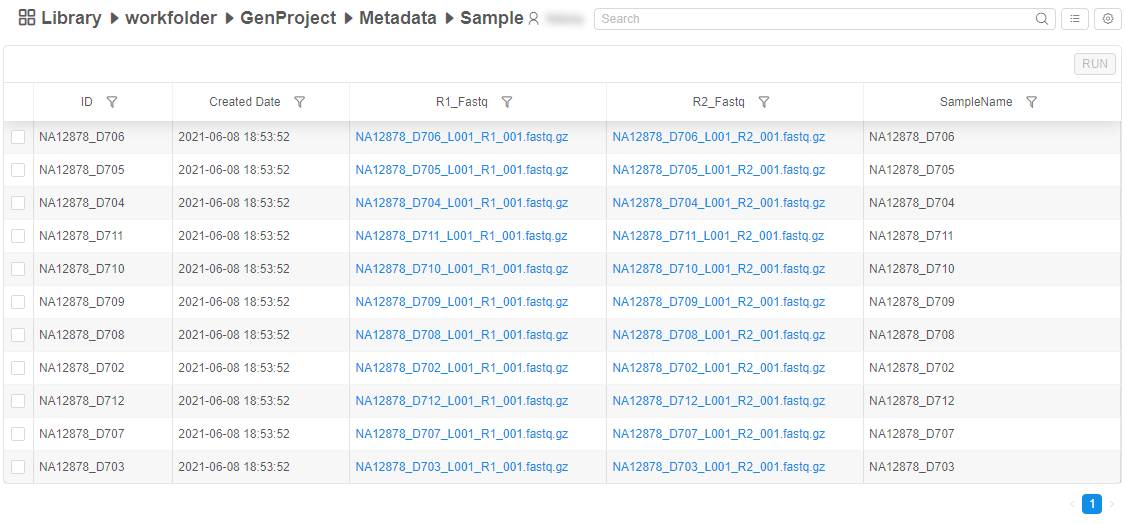 Library workfolder GenProject Metadata Sample Search
RUN
ID Created Date R1_Fastq R2_Fastq SampleName
NA12878_D706 2021-06-08 18:53:52 NA12878_D706_L001_R1_001.fastq.gz NA12878_D706_L001_R2_001.fastq.gz NA12878_D706
NA12878_D705 2021-06-08 18:53:52 NA12878_D705_L001_R1_001.fastq.gz NA12878_D705_L001_R2_001.fastq.gz NA12878_D705
NA12878_D704 2021-06-08 18:53:52 NA12878_D704_L001_R1_001.fastq.gz NA12878_D704_L001_R2_001.fastq.gz NA12878_D704
NA12878_D711 2021-06-08 18:53:52 NA12878_D711_L001_R1_001.fastq.gz NA12878_D711_L001_R2_001.fastq.gz NA12878_D711
NA12878_D710 2021-06-08 18:53:52 NA12878_D710_L001_R1_001.fastq.gz NA12878_D710_L001_R2_001.fastq.gz NA12878_D710
NA12878_D709 2021-06-08 18:53:52 NA12878_D709_L001_R1_001.fastq.gz NA12878_D709_L001_R2_001.fastq.gz NA12878_D709
NA12878_D708 2021-06-08 18:53:52 NA12878_D708_L001_R1_001.fastq.gz NA12878_D708_L001_R2_001.fastq.gz NA12878_D708
NA12878_D702 2021-06-08 18:53:52 NA12878_D702_L001_R1_001.fastq.gz NA12878_D702_L001_R2_001.fastq.gz NA12878_D702
NA12878_D712 2021-06-08 18:53:52 NA12878_D712_L001_R1_001.fastq.gz NA12878_D712_L001_R2_001.fastq.gz NA12878_D712
NA12878_D707 2021-06-08 18:53:52 NA12878_D707_L001_R1_001.fastq.gz NA12878_D707_L001_R2_001.fastq.gz NA12878_D707
NA12878_D703 2021-06-08 18:53:52 NA12878_D703_L001_R1_001.fastq.gz NA12878_D703_L001_R2_001.fastq.gz NA12878_D703
1